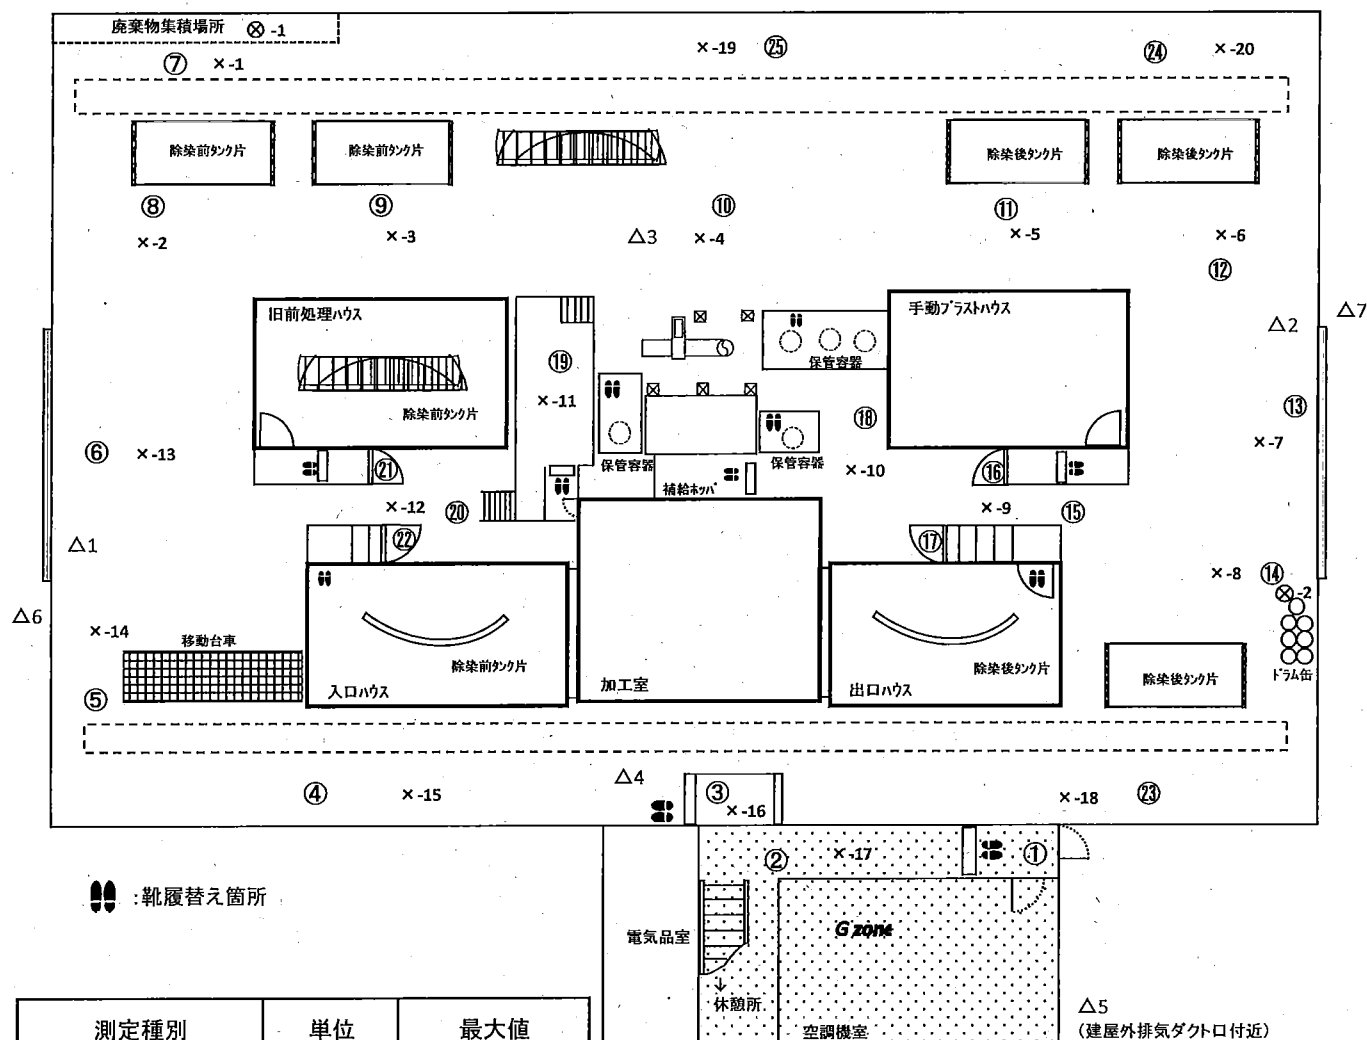 廃棄物集積場所 ⊗-1
⑦ ×-1
×-19 ㉕
㉔ ×-20
除染前タンク片
除染前タンク片
除染後タンク片
除染後タンク片
⑧
⑨
⑩
⑪
×-2
×-3
△3 ×-4
×-5
×-6
⑫
旧前処理ハウス
手動ブラストハウス
△2
△7
⑲
保管容器
×-11
除染前タンク片
⑱
⑬
×-7
⑥ ×-13
㉑
保管容器
保管容器
×-10
⑯
補給ホッパ
×-12
⑳
×-9
⑮
△1
㉒
⑰
×-8
⑭
⊗-2
△6
×-14
移動台車
除染前タンク片
除染後タンク片
除染後タンク片
ドラム缶
⑤
入口ハウス
加工室
出口ハウス
④
×-15
△4
③
×-16
×-18
㉓
②
×-17
①
:靴履替え箇所
電気品室
G zone
↓
休憩所
空調機室
△5
(建屋外排気ダクト口付近)
測定種別 単位 最大値